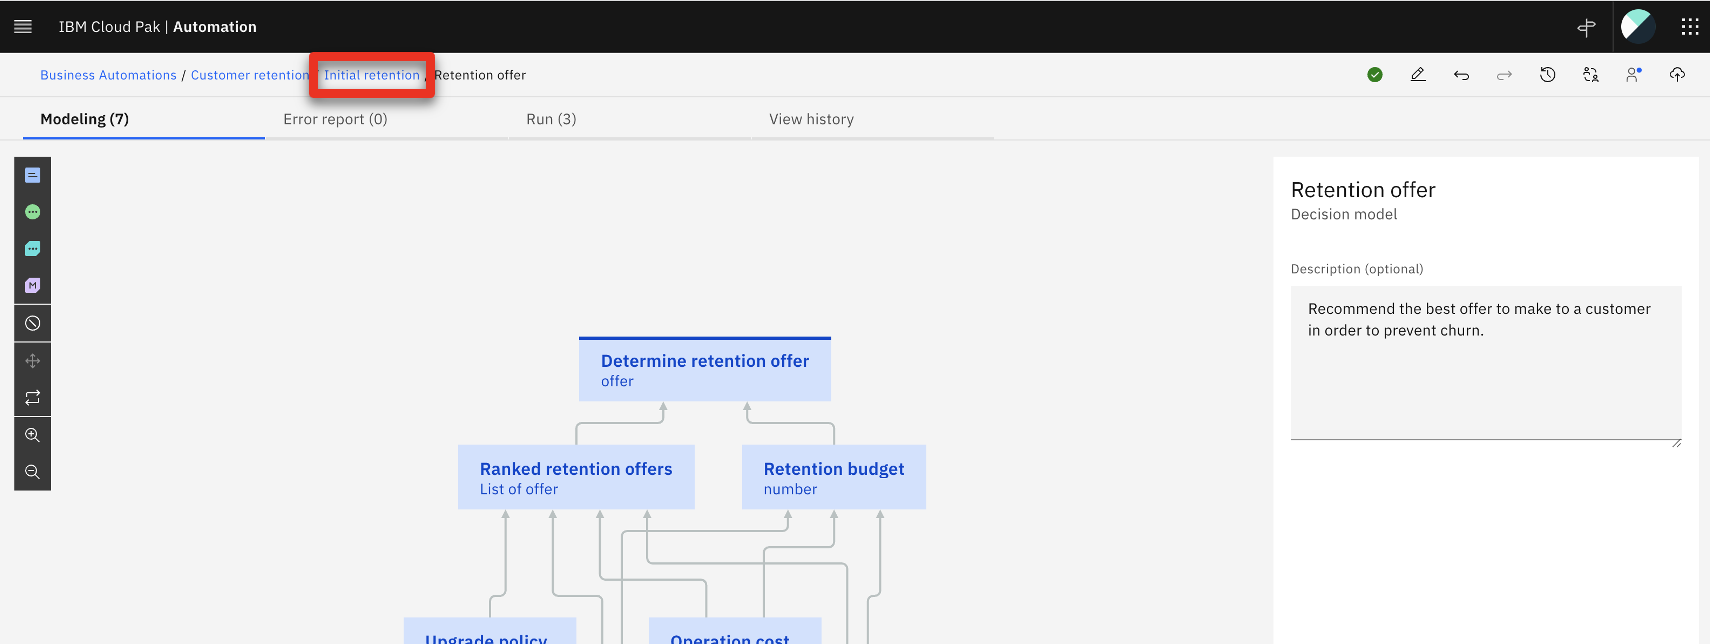 IBM Cloud Pak | Automation
Business Automations / Customer retention / Initial retention / Retention offer
Modeling (7)
Error report (0)
Run (3)
View history
M
Retention offer
Decision model
Description (optional)
Recommend the best offer to make to a customer
in order to prevent churn.
Determine retention offer
offer
Ranked retention offers
List of offer
Retention budget
number
Upgrade policy
Operation cost